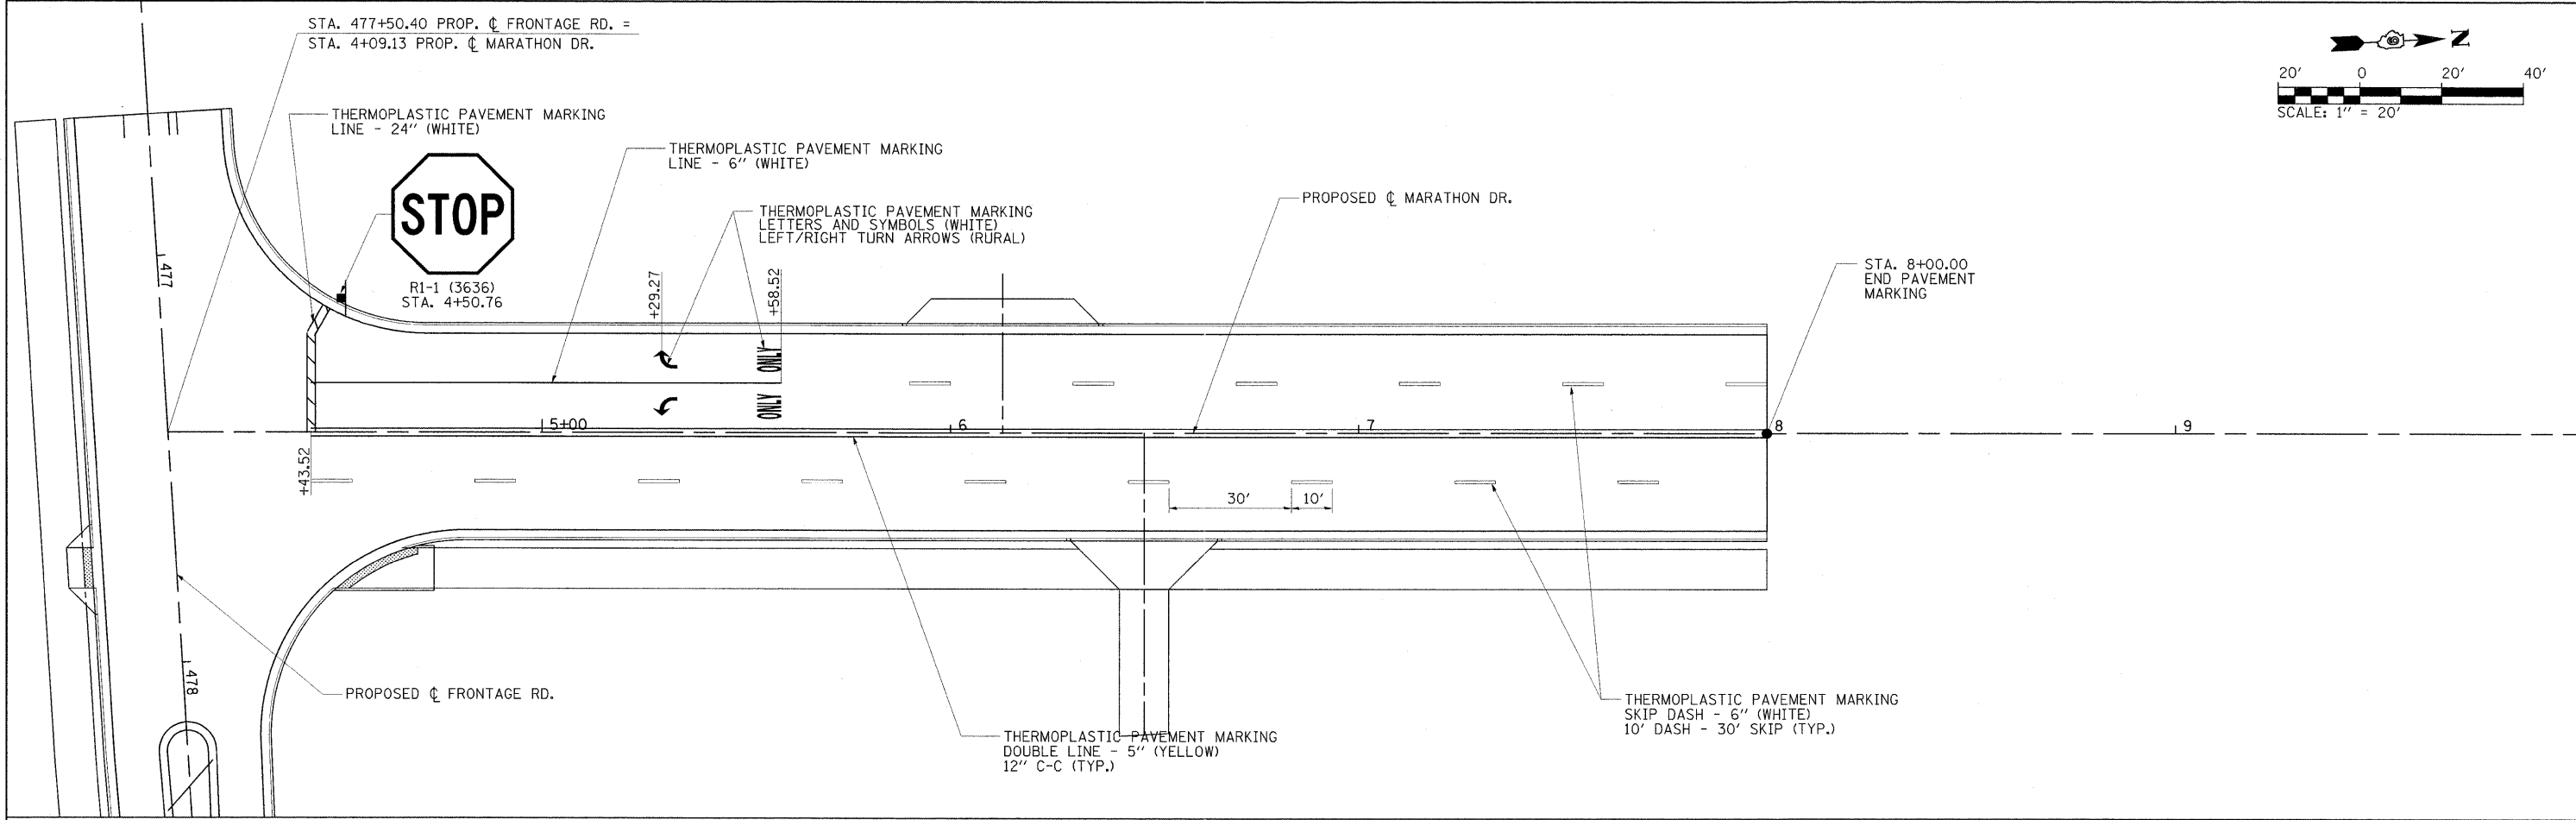 STA. 477+50.40 PROP. ℄ FRONTAGE RD. =
STA. 4+09.13 PROP. ℄ MARATHON DR.
N
20' 0 20' 40'
SCALE: 1" = 20'
THERMOPLASTIC PAVEMENT MARKING
LINE - 24" (WHITE)
STOP
R1-1 (3636)
STA. 4+50.76
THERMOPLASTIC PAVEMENT MARKING
LINE - 6" (WHITE)
THERMOPLASTIC PAVEMENT MARKING
LETTERS AND SYMBOLS (WHITE)
LEFT/RIGHT TURN ARROWS (RURAL)
PROPOSED ℄ MARATHON DR.
STA. 8+00.00
END PAVEMENT
MARKING
477
+29.27
+58.52
ONLY
ONLY
5+00
6
7
8
9
+43.52
30'
10'
478
PROPOSED ℄ FRONTAGE RD.
THERMOPLASTIC PAVEMENT MARKING
DOUBLE LINE - 5" (YELLOW)
12" C-C (TYP.)
THERMOPLASTIC PAVEMENT MARKING
SKIP DASH - 6" (WHITE)
10' DASH - 30' SKIP (TYP.)